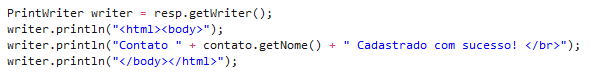 PrintWriter writer = resp.getWriter();
writer.println("<html><body>");
writer.println("Contato " + contato.getNome() + " Cadastrado com sucesso! </br>");
writer.println("</body></html>");